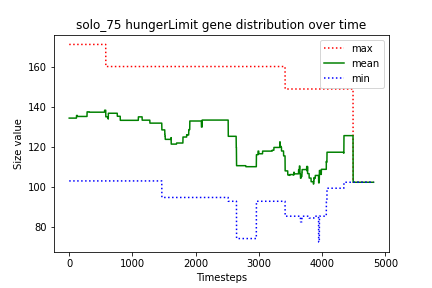 solo_75 hungerLimit gene distribution over time
max
mean
min
160
140
120
100
80
Size value
0
1000
2000
3000
4000
5000
Timesteps